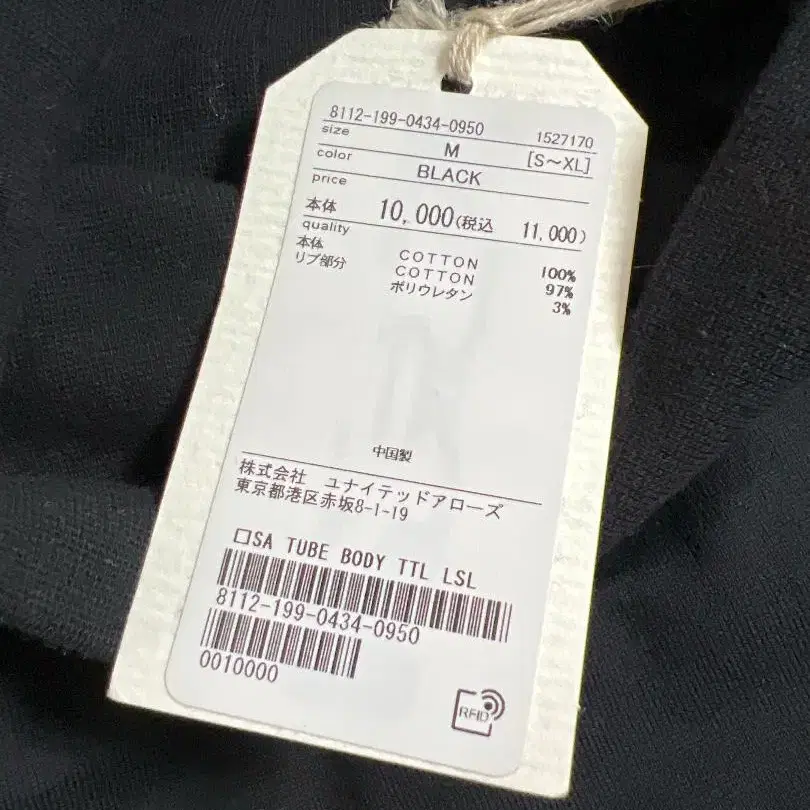 8112-199-0434-0950 1527170
size M [S〜XL]
color BLACK
price
本体 10,000(税込 11,000)
quality
本体 COTTON 100%
リブ部分 COTTON 97%
ポリウレタン 3%
中国製
株式会社 ユナイテッドアローズ
東京都港区赤坂8-1-19
□SA TUBE BODY TTL LSL
8112-199-0434-0950
0010000
RFID